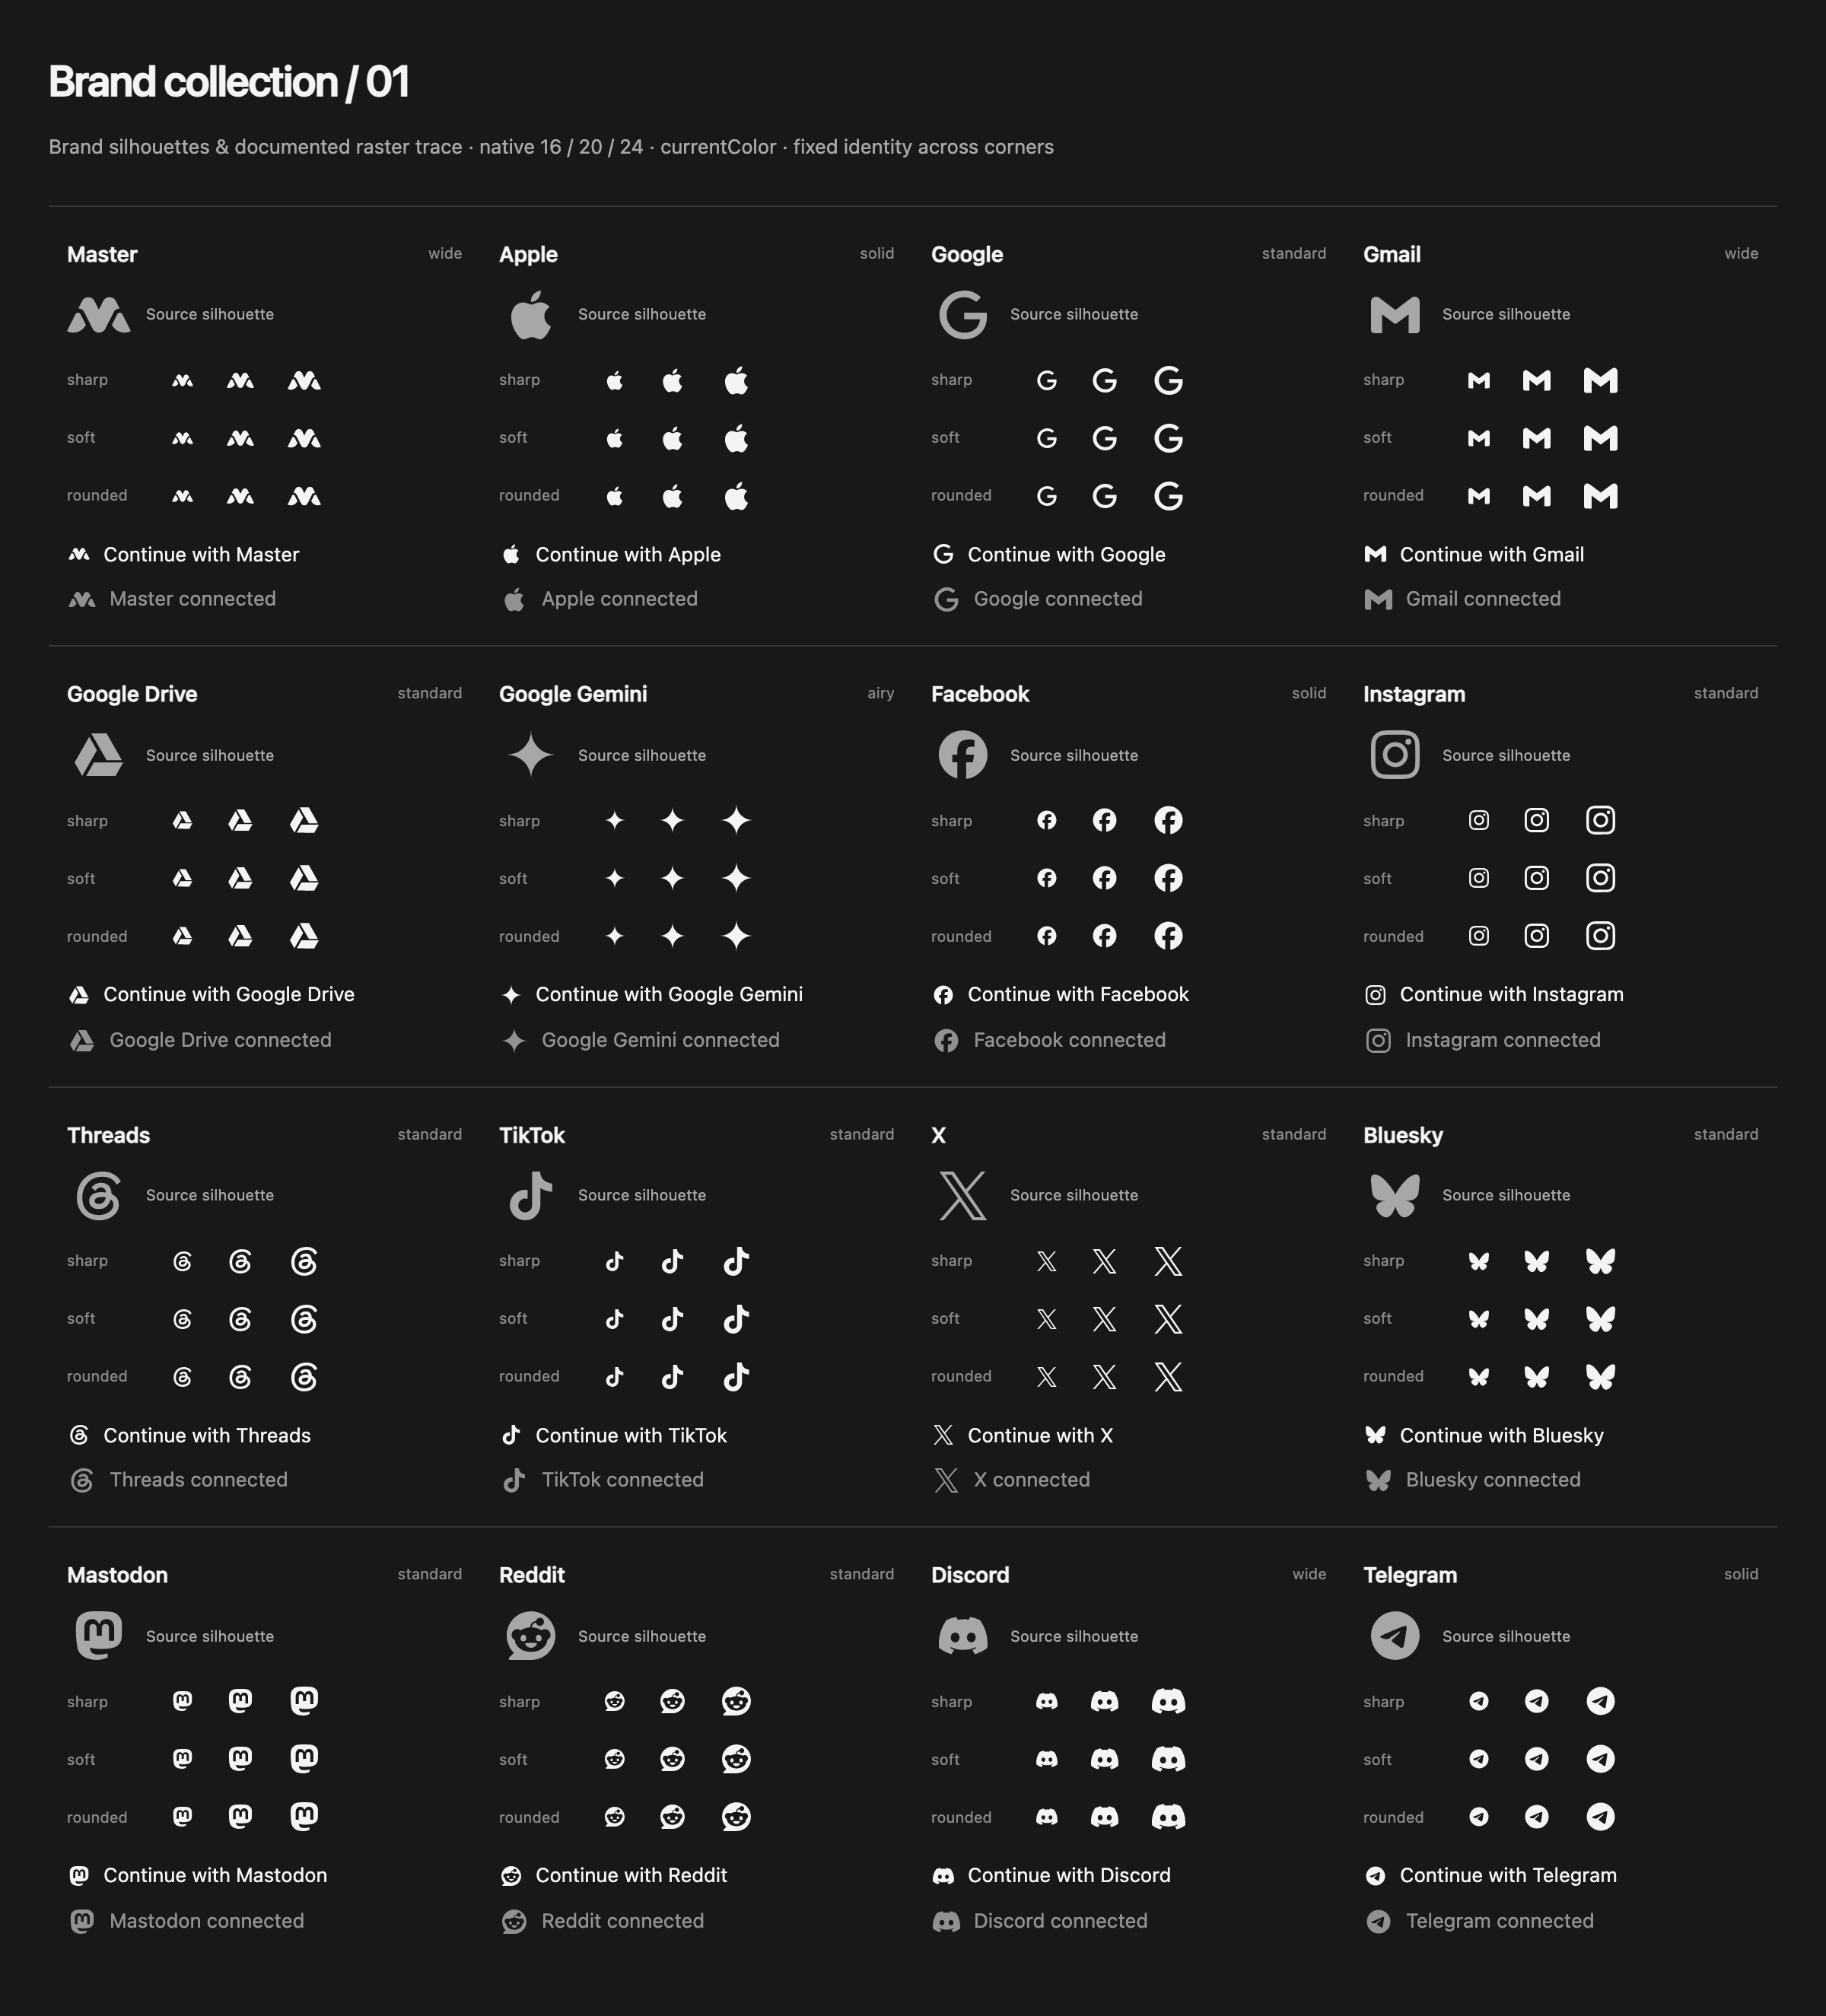 Brand collection / 01
Brand silhouettes & documented raster trace · native 16 / 20 / 24 · currentColor · fixed identity across corners
Master wide
Source silhouette
sharp
soft
rounded
Continue with Master
Master connected
Apple solid
Source silhouette
sharp
soft
rounded
Continue with Apple
Apple connected
Google standard
Source silhouette
sharp
soft
rounded
Continue with Google
Google connected
Gmail wide
Source silhouette
sharp
soft
rounded
Continue with Gmail
Gmail connected
Google Drive standard
Source silhouette
sharp
soft
rounded
Continue with Google Drive
Google Drive connected
Google Gemini airy
Source silhouette
sharp
soft
rounded
Continue with Google Gemini
Google Gemini connected
Facebook solid
Source silhouette
sharp
soft
rounded
Continue with Facebook
Facebook connected
Instagram standard
Source silhouette
sharp
soft
rounded
Continue with Instagram
Instagram connected
Threads standard
Source silhouette
sharp
soft
rounded
Continue with Threads
Threads connected
TikTok standard
Source silhouette
sharp
soft
rounded
Continue with TikTok
TikTok connected
X standard
Source silhouette
sharp
soft
rounded
Continue with X
X connected
Bluesky standard
Source silhouette
sharp
soft
rounded
Continue with Bluesky
Bluesky connected
Mastodon standard
Source silhouette
sharp
soft
rounded
Continue with Mastodon
Mastodon connected
Reddit standard
Source silhouette
sharp
soft
rounded
Continue with Reddit
Reddit connected
Discord wide
Source silhouette
sharp
soft
rounded
Continue with Discord
Discord connected
Telegram solid
Source silhouette
sharp
soft
rounded
Continue with Telegram
Telegram connected